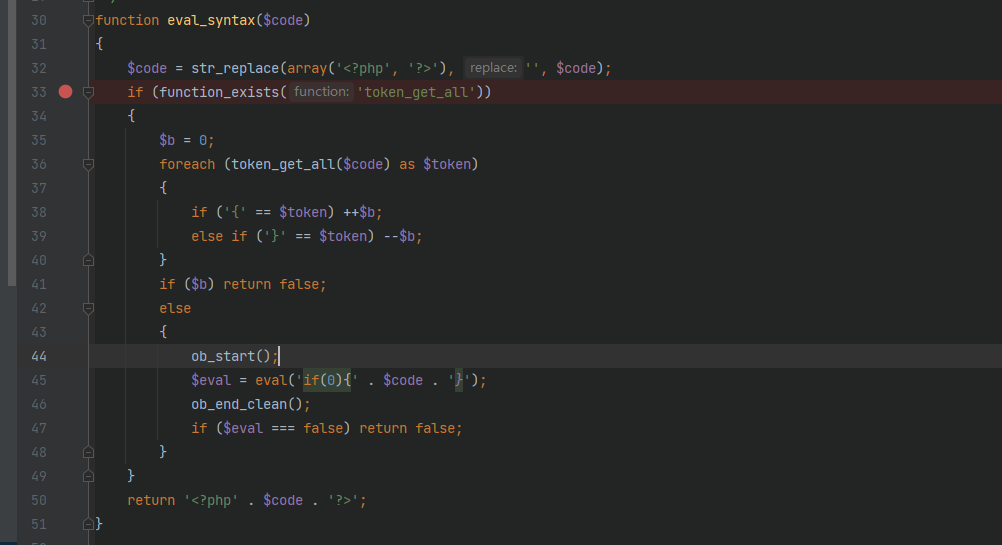 30 function eval_syntax($code)
31 {
32 $code = str_replace(array('<?php', '?>'), replace: '', $code);
33 if (function_exists( function: 'token_get_all'))
34 {
35 $b = 0;
36 foreach (token_get_all($code) as $token)
37 {
38 if ('{' == $token) ++$b;
39 else if ('}' == $token) --$b;
40 }
41 if ($b) return false;
42 else
43 {
44 ob_start();
45 $eval = eval('if(0){' . $code . '}');
46 ob_end_clean();
47 if ($eval === false) return false;
48 }
49 }
50 return '<?php' . $code . '?>';
51 }